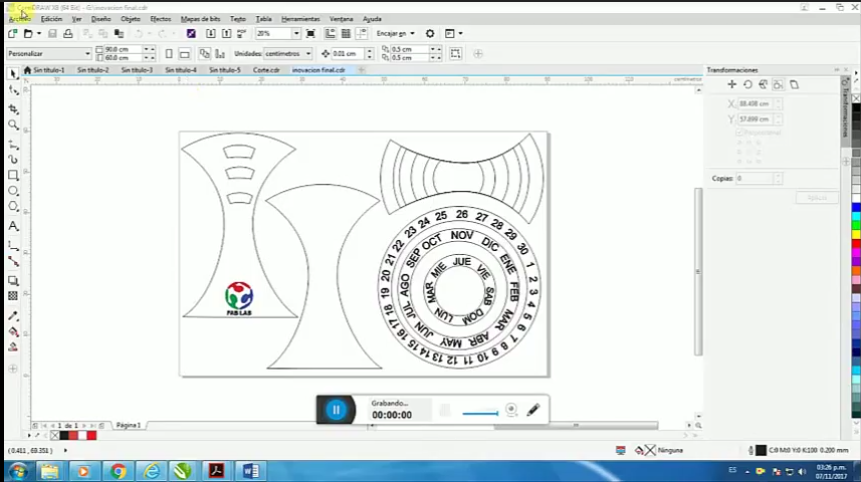 CorelDRAW X8 (64 Bit) - G:\inovacion final.cdr
Archivo Edición Ver Diseño Objeto Efectos Mapas de bits Texto Tabla Herramientas Ventana Ayuda
PDF 20% Encajar en
Personalizar 90.0 cm 60.0 cm Unidades: centímetros 0.01 cm 0.5 cm 0.5 cm
Sin título-1 Sin título-2 Sin título-3 Sin título-4 Sin título-5 Corte.cdr inovacion final.cdr
Transformaciones
X: 88.498 cm
Y: 57.898 cm
Copias: 0
Aplicar
Transformaciones
1 2 3 4 5 6 7 8 9 10 11 12 13 14 15 16 17 18 19 20 21 22 23 24 25 26 27 28 29 30
ENE FEB MAR ABR MAY JUN JUL AGO SEP OCT NOV DIC
LUN MAR MIE JUE VIE SAB DOM
FAB LAB
Grabando...
00:00:00
1 de 1 Página 1
(0.411, 69.351) Ninguna C:0 M:0 Y:0 K:100 0.200 mm
ES 03:26 p.m.
07/11/2017